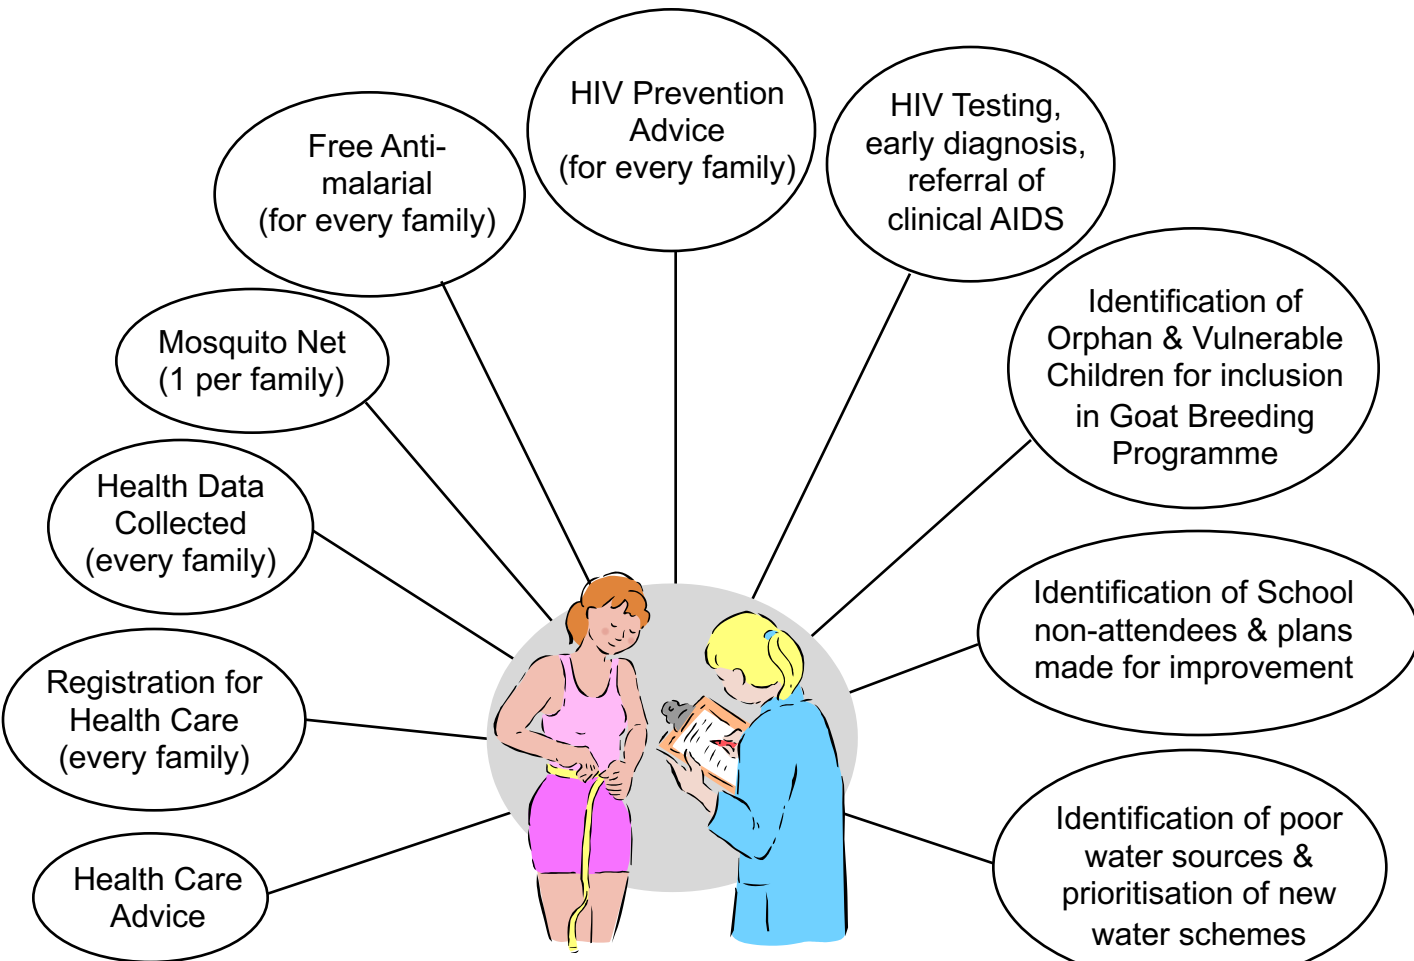 HIV Prevention
Advice
(for every family)
HIV Testing,
early diagnosis,
referral of
clinical AIDS
Free Anti-
malarial
(for every family)
Identification of
Orphan & Vulnerable
Children for inclusion
in Goat Breeding
Programme
Mosquito Net
(1 per family)
Health Data
Collected
(every family)
Identification of School
non-attendees & plans
made for improvement
Registration for
Health Care
(every family)
Identification of poor
water sources &
prioritisation of new
water schemes
Health Care
Advice